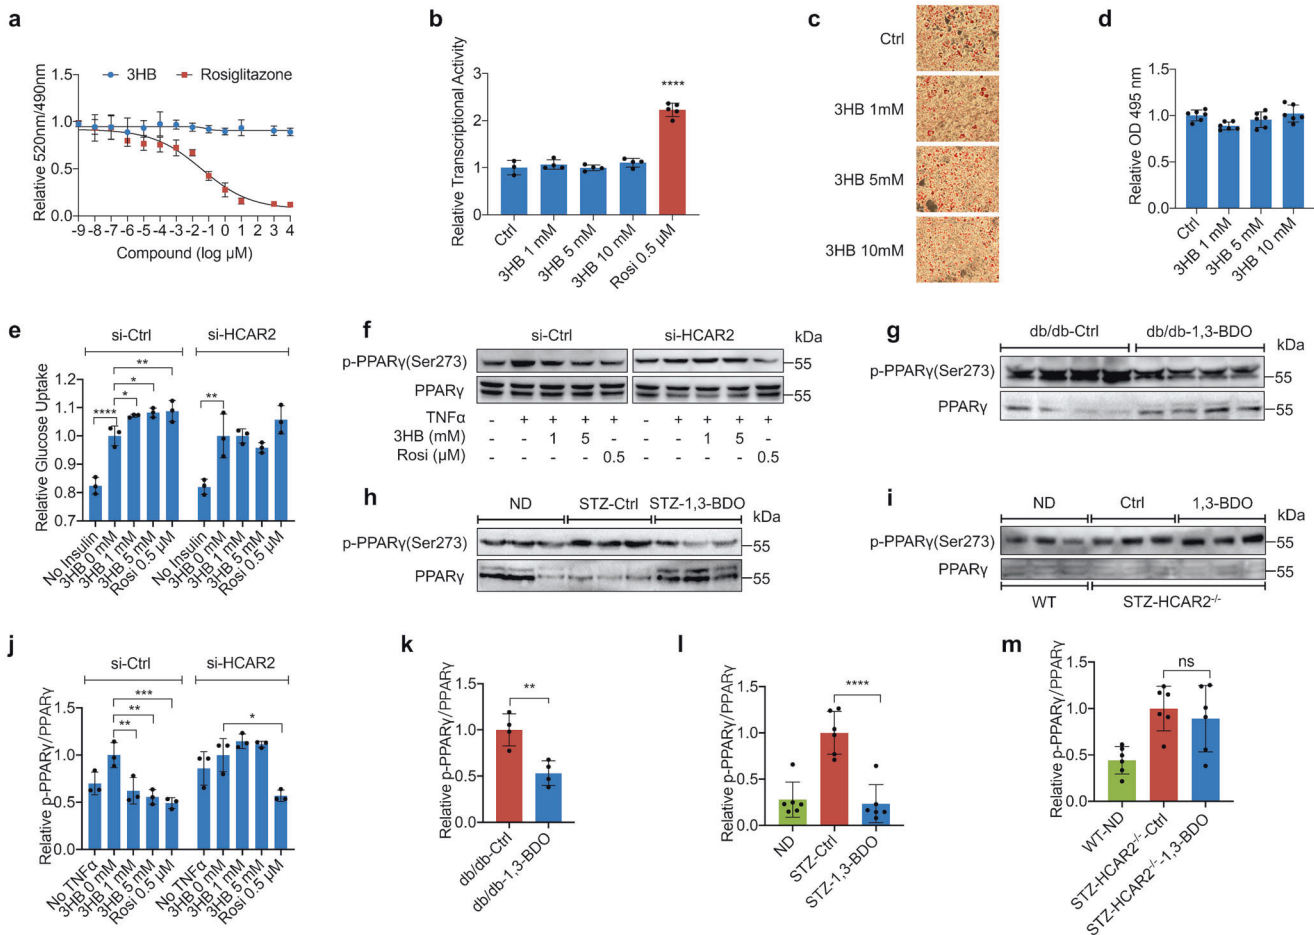 a
3HB
Rosiglitazone
Relative 520nm/490nm
1.5
1.0
0.5
0.0
-9 -8 -7 -6 -5 -4 -3 -2 -1 0 1 2 3 4
Compound (log µM)
b
Relative Transcriptional Activity
3
2
1
0
****
Ctrl
3HB 1 mM
3HB 5 mM
3HB 10 mM
Rosi 0.5 µM
c
Ctrl
3HB 1mM
3HB 5mM
3HB 10mM
d
Relative OD 495 nm
1.5
1.0
0.5
0.0
Ctrl
3HB 1 mM
3HB 5 mM
3HB 10 mM
e
si-Ctrl
si-HCAR2
Relative Glucose Uptake
1.2
1.1
1.0
0.9
0.8
0.7
****
*
*
**
**
No Insulin
3HB 0 mM
3HB 1 mM
3HB 5 mM
Rosi 0.5 µM
No Insulin
3HB 0 mM
3HB 1 mM
3HB 5 mM
Rosi 0.5 µM
f
si-Ctrl
si-HCAR2
kDa
p-PPARγ(Ser273)
55
PPARγ
55
TNFα - + + + + - + + + +
3HB (mM) - - 1 5 - - - 1 5 -
Rosi (µM) - - - - 0.5 - - - - 0.5
g
db/db-Ctrl
db/db-1,3-BDO
kDa
p-PPARγ(Ser273)
55
PPARγ
55
h
ND
STZ-Ctrl
STZ-1,3-BDO
kDa
p-PPARγ(Ser273)
55
PPARγ
55
i
ND
Ctrl
1,3-BDO
kDa
p-PPARγ(Ser273)
55
PPARγ
55
WT
STZ-HCAR2-/-
j
si-Ctrl
si-HCAR2
Relative p-PPARγ/PPARγ
1.5
1.0
0.5
0.0
***
**
**
*
No TNFα
3HB 0 mM
3HB 1 mM
3HB 5 mM
Rosi 0.5 µM
No TNFα
3HB 0 mM
3HB 1 mM
3HB 5 mM
Rosi 0.5 µM
k
Relative p-PPARγ/PPARγ
1.5
1.0
0.5
0.0
**
db/db-Ctrl
db/db-1,3-BDO
l
Relative p-PPARγ/PPARγ
1.5
1.0
0.5
0.0
****
ND
STZ-Ctrl
STZ-1,3-BDO
m
Relative p-PPARγ/PPARγ
1.5
1.0
0.5
0.0
ns
WT-ND
STZ-HCAR2-/--Ctrl
STZ-HCAR2-/--1,3-BDO